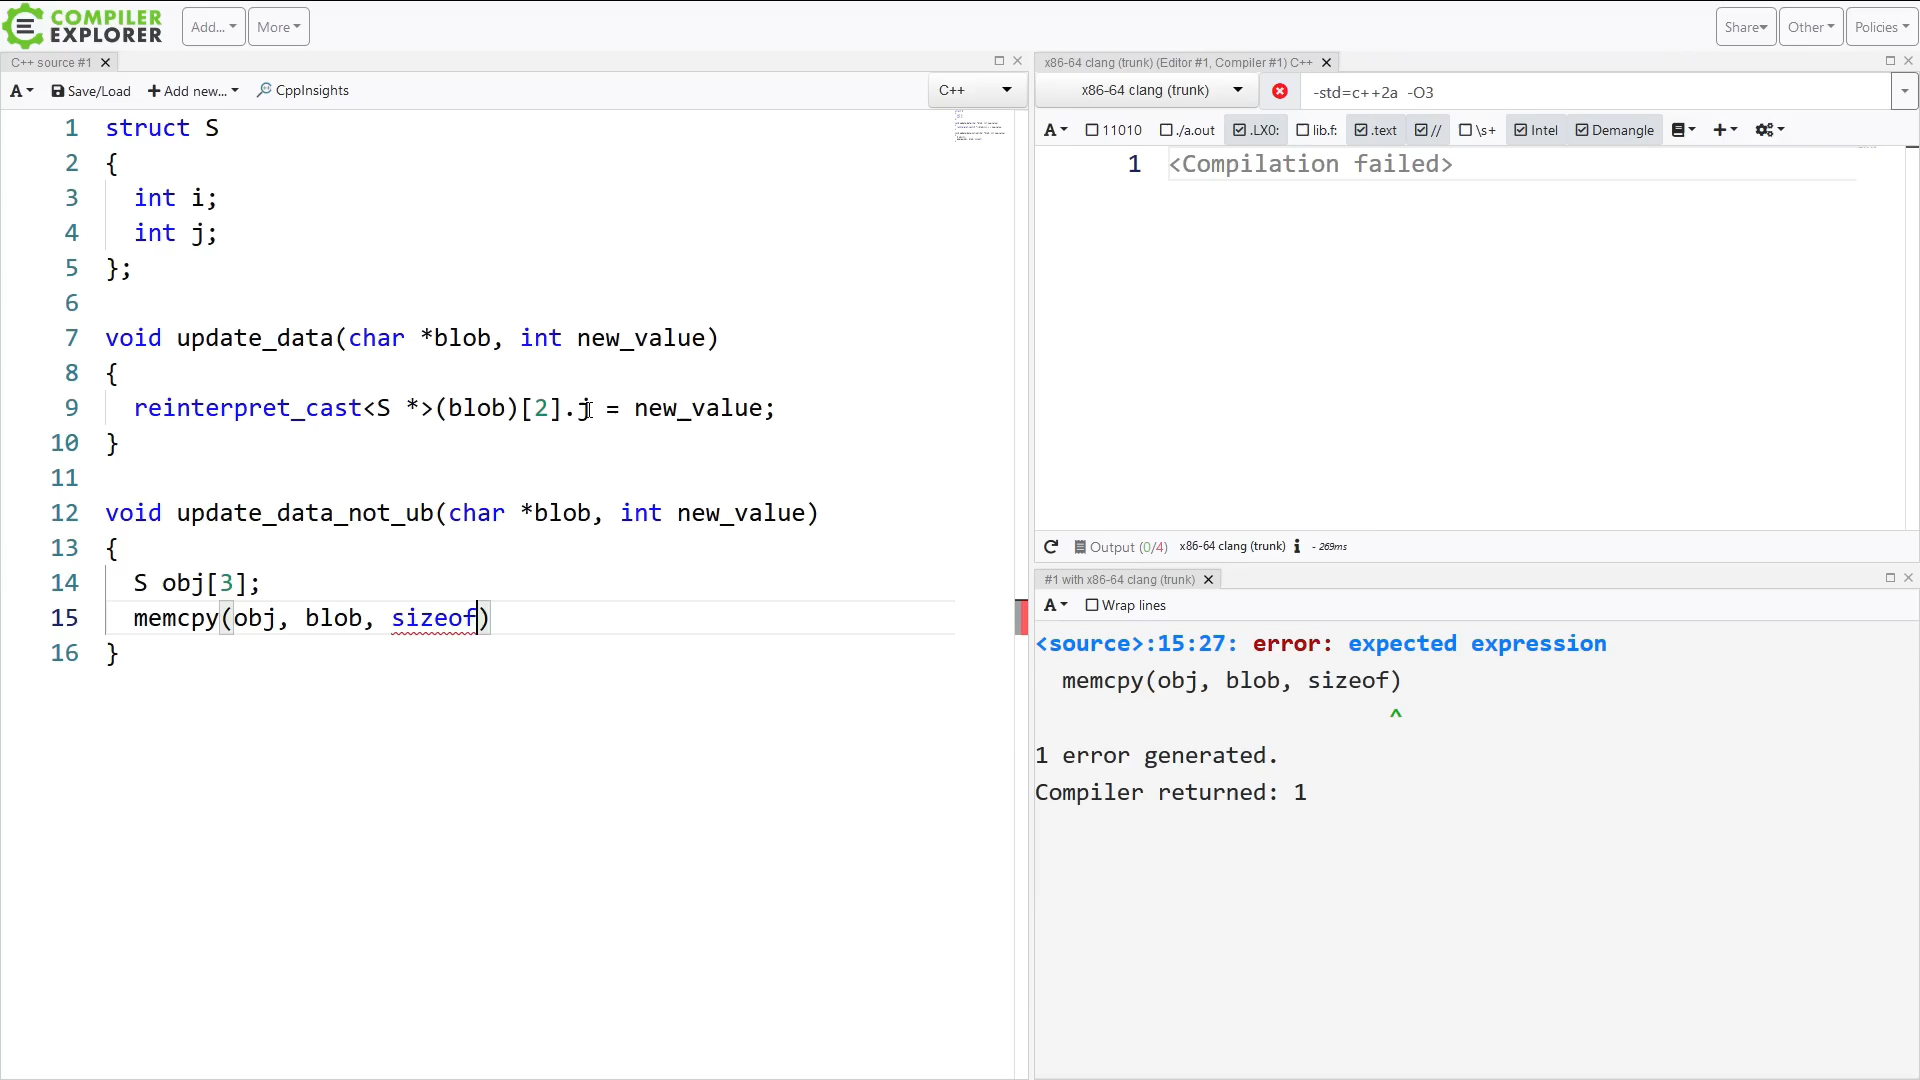 COMPILER
EXPLORER
Add...
More
Share
Other
Policies
C++ source #1
A
Save/Load
Add new...
CppInsights
C++
1 struct S
2 {
3 int i;
4 int j;
5 };
6
7 void update_data(char *blob, int new_value)
8 {
9 reinterpret_cast<S *>(blob)[2].j = new_value;
10 }
11
12 void update_data_not_ub(char *blob, int new_value)
13 {
14 S obj[3];
15 memcpy(obj, blob, sizeof)
16 }
x86-64 clang (trunk) (Editor #1, Compiler #1) C++
x86-64 clang (trunk)
-std=c++2a -O3
A
11010
./a.out
.LX0:
lib.f:
.text
//
\s+
Intel
Demangle
1 <Compilation failed>
Output (0/4)
x86-64 clang (trunk)
- 269ms
#1 with x86-64 clang (trunk)
A
Wrap lines
<source>:15:27: error: expected expression
memcpy(obj, blob, sizeof)
^
1 error generated.
Compiler returned: 1